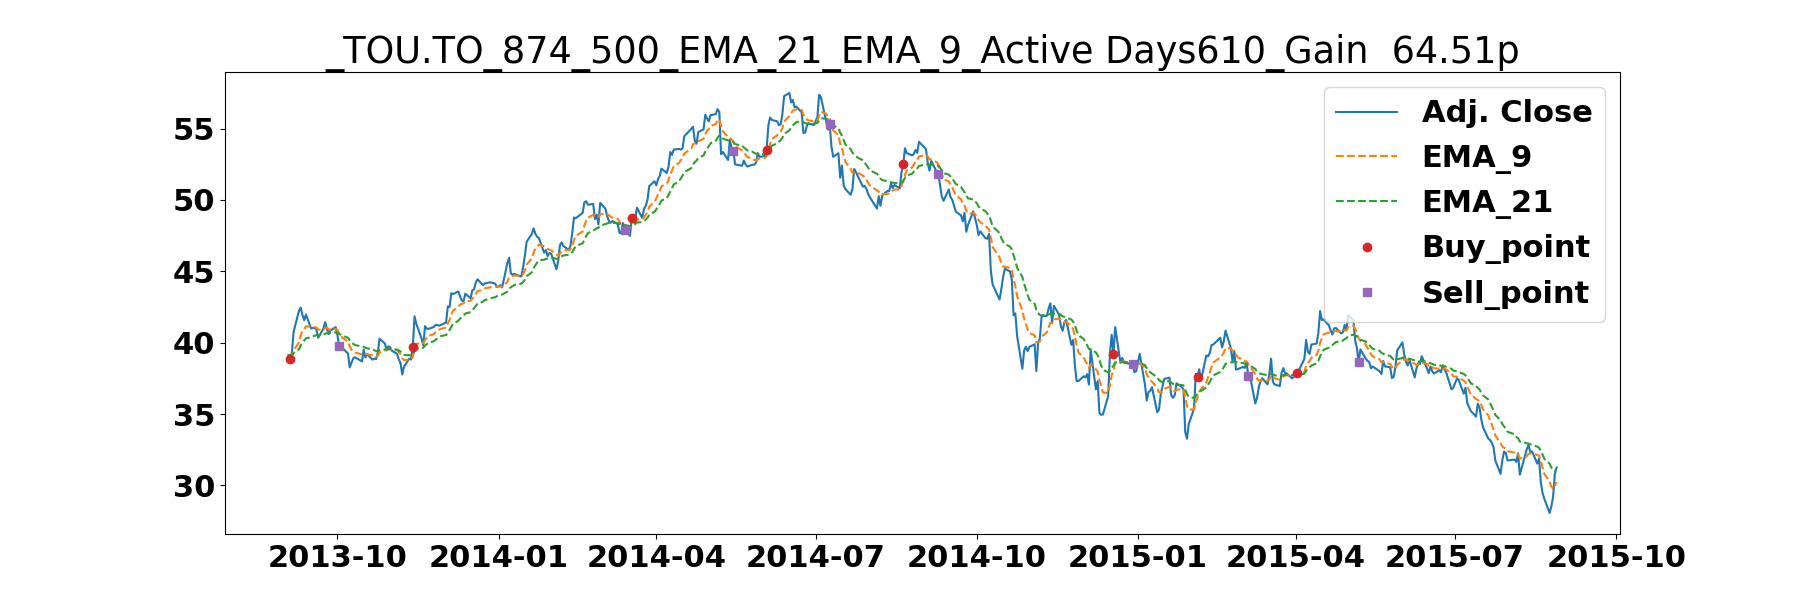 _TOU.TO_874_500_EMA_21_EMA_9_Active Days610_Gain  64.51p
Adj. Close
EMA_9
EMA_21
Buy_point
Sell_point
55
50
45
40
35
30
2013-10 2014-01 2014-04 2014-07 2014-10 2015-01 2015-04 2015-07 2015-10